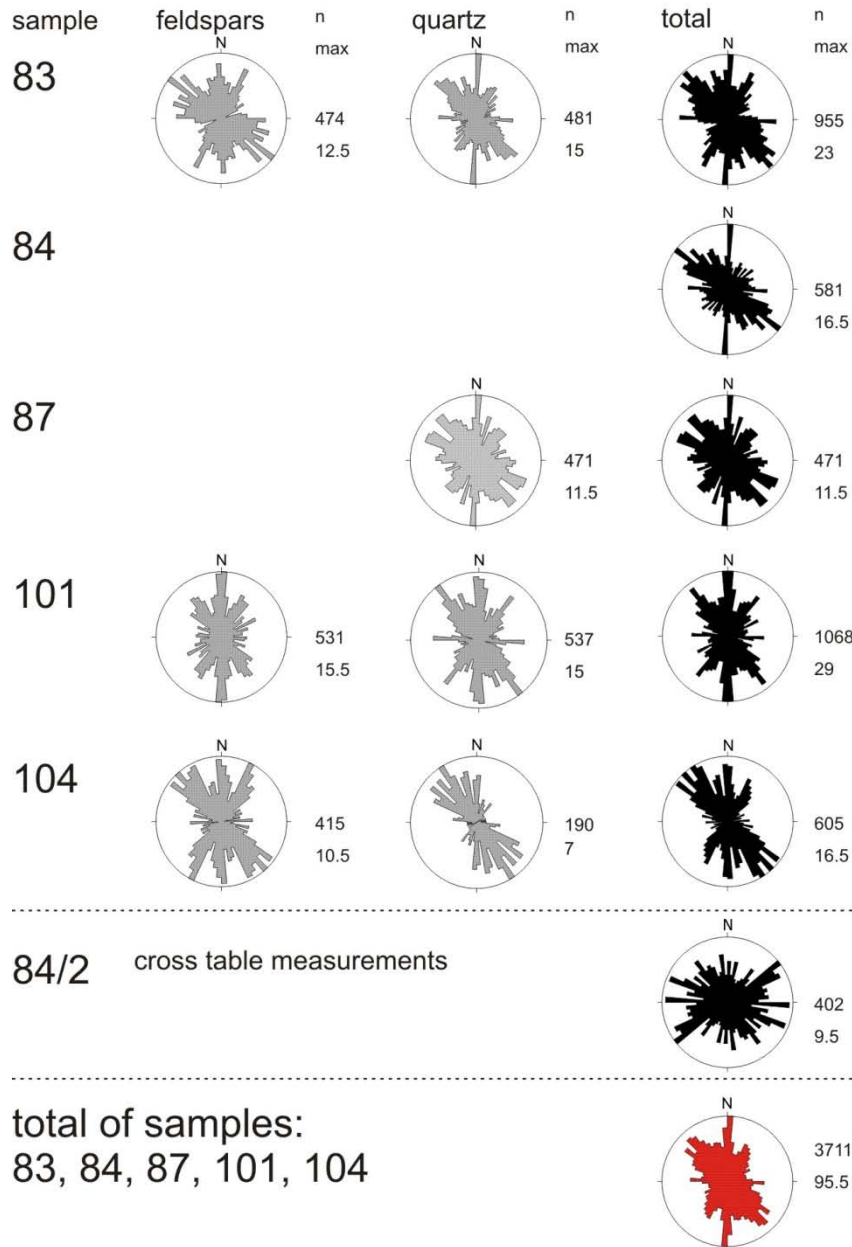 sample feldspars n quartz n total n
max max max
83 N N N
474 481 955
12.5 15 23
84 N
581
16.5
87 N N
471 471
11.5 11.5
101 N N N
531 537 1068
15.5 15 29
104 N N N
415 190 605
10.5 7 16.5
84/2 cross table measurements N
402
9.5
total of samples: N
83, 84, 87, 101, 104 3711
95.5